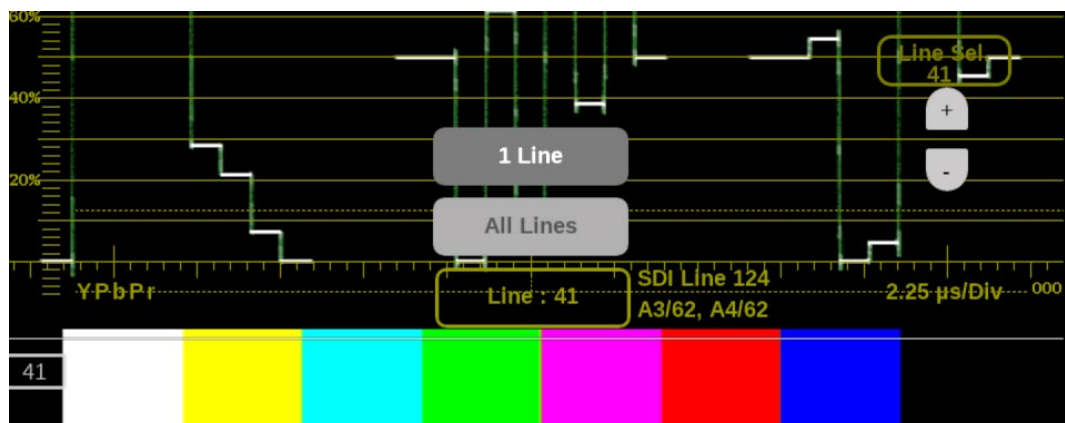 60%
Line Sel
41
40%
+
1 Line
20%
-
All Lines
YPbPr
Line : 41
SDI Line 124
A3/62, A4/62
2.25 µs/Div
000
41